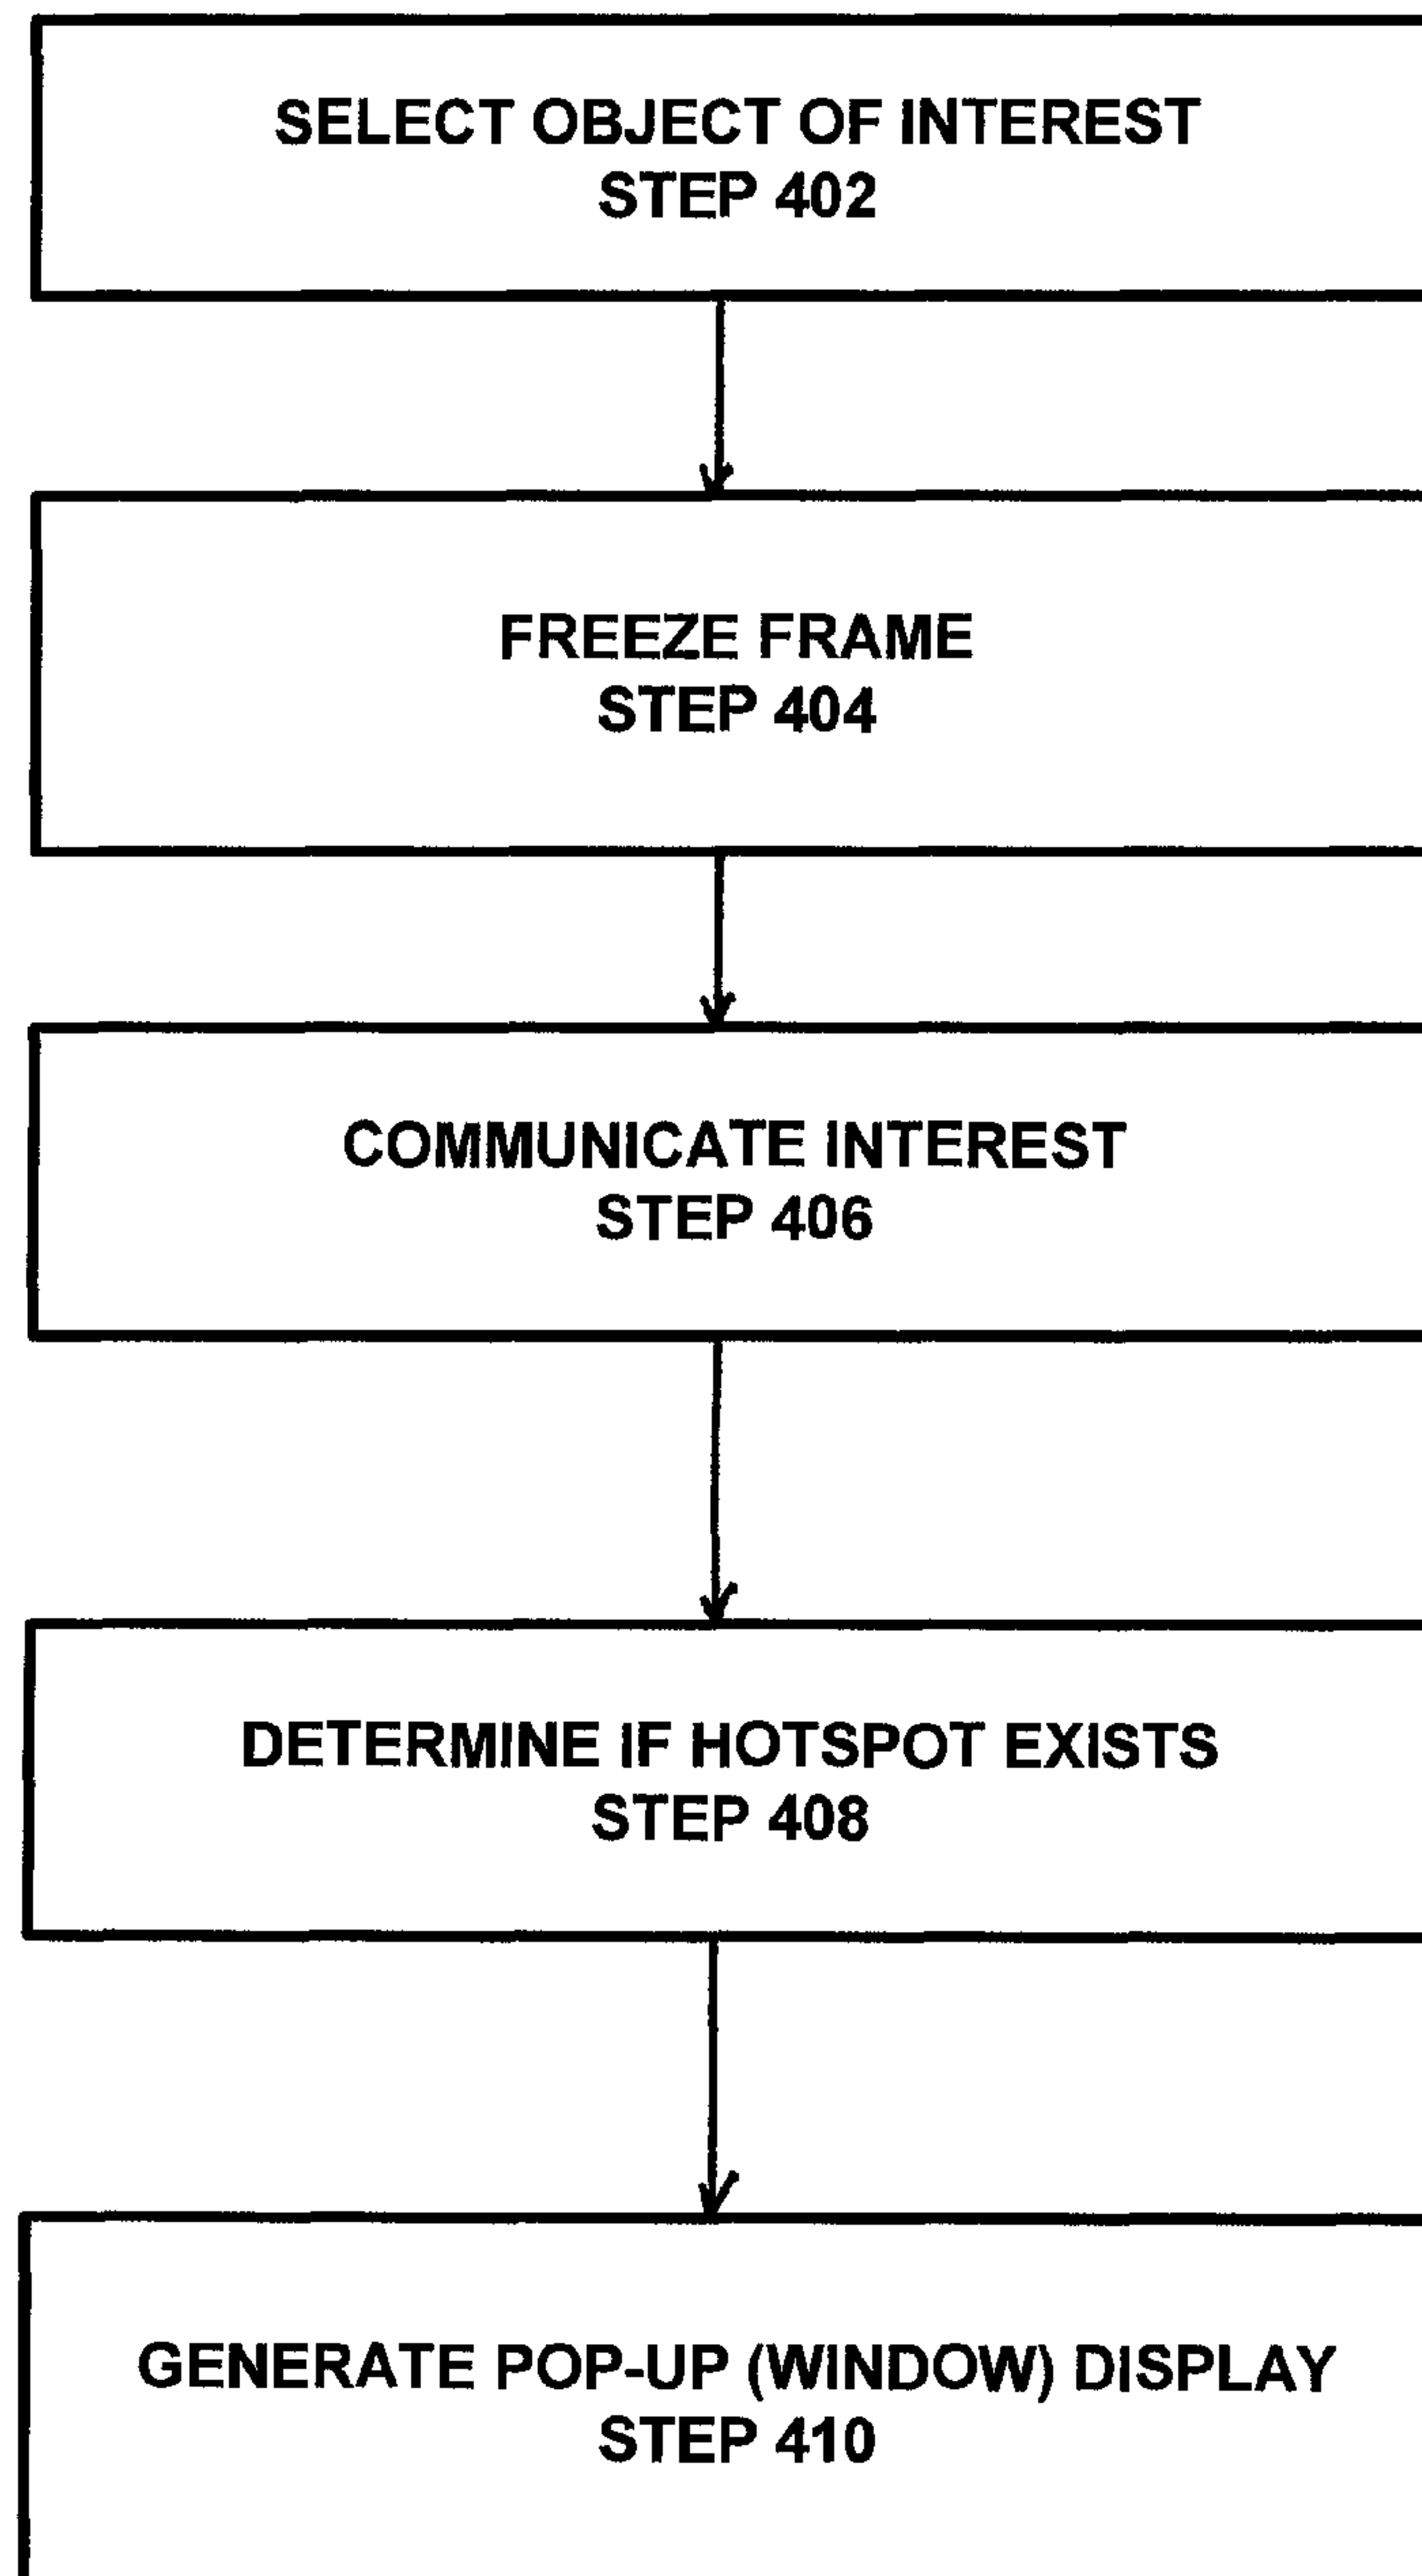 SELECT OBJECT OF INTEREST
STEP 402
FREEZE FRAME
STEP 404
COMMUNICATE INTEREST
STEP 406
DETERMINE IF HOTSPOT EXISTS
STEP 408
GENERATE POP-UP (WINDOW) DISPLAY
STEP 410